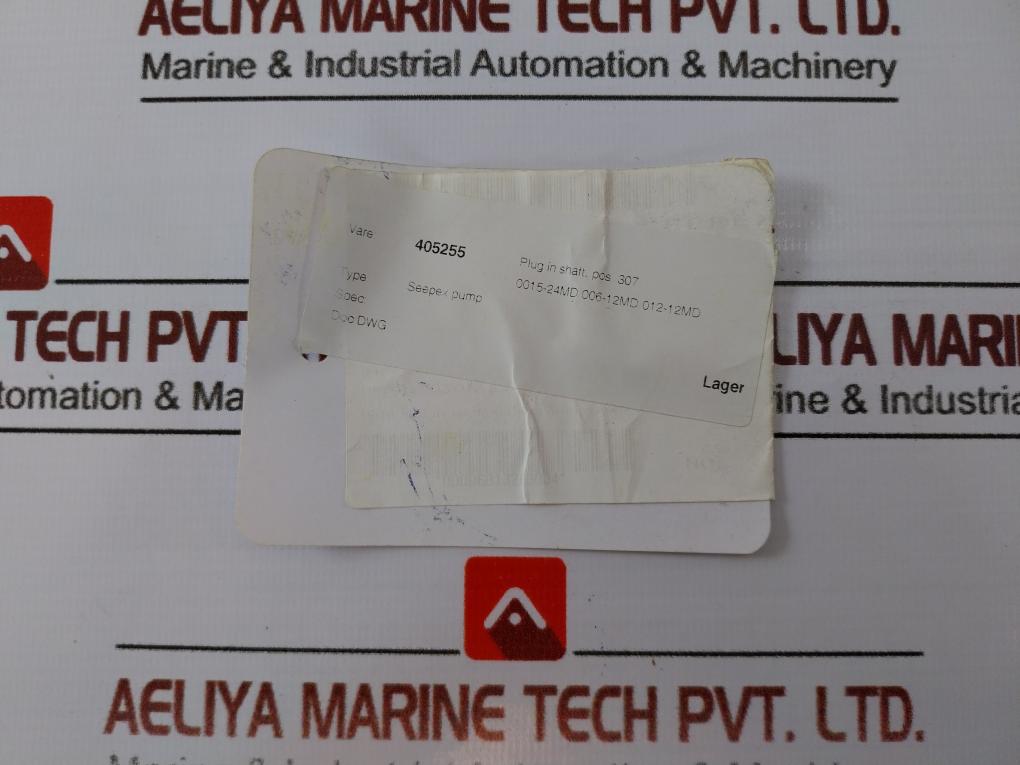 AELIYA MARINE TECH PVT. LTD.
Marine & Industrial Automation & Machinery
Vare 405255 Plug in shaft, pos. 307
Type Seepex pump 0015-24MD 006-12MD 012-12MD
Spec
Doc DWG
Lager
TECH PVT
LIYA MARIN
tomation & Ma
ine & Industria
AELIYA MARINE TECH PVT. LTD.